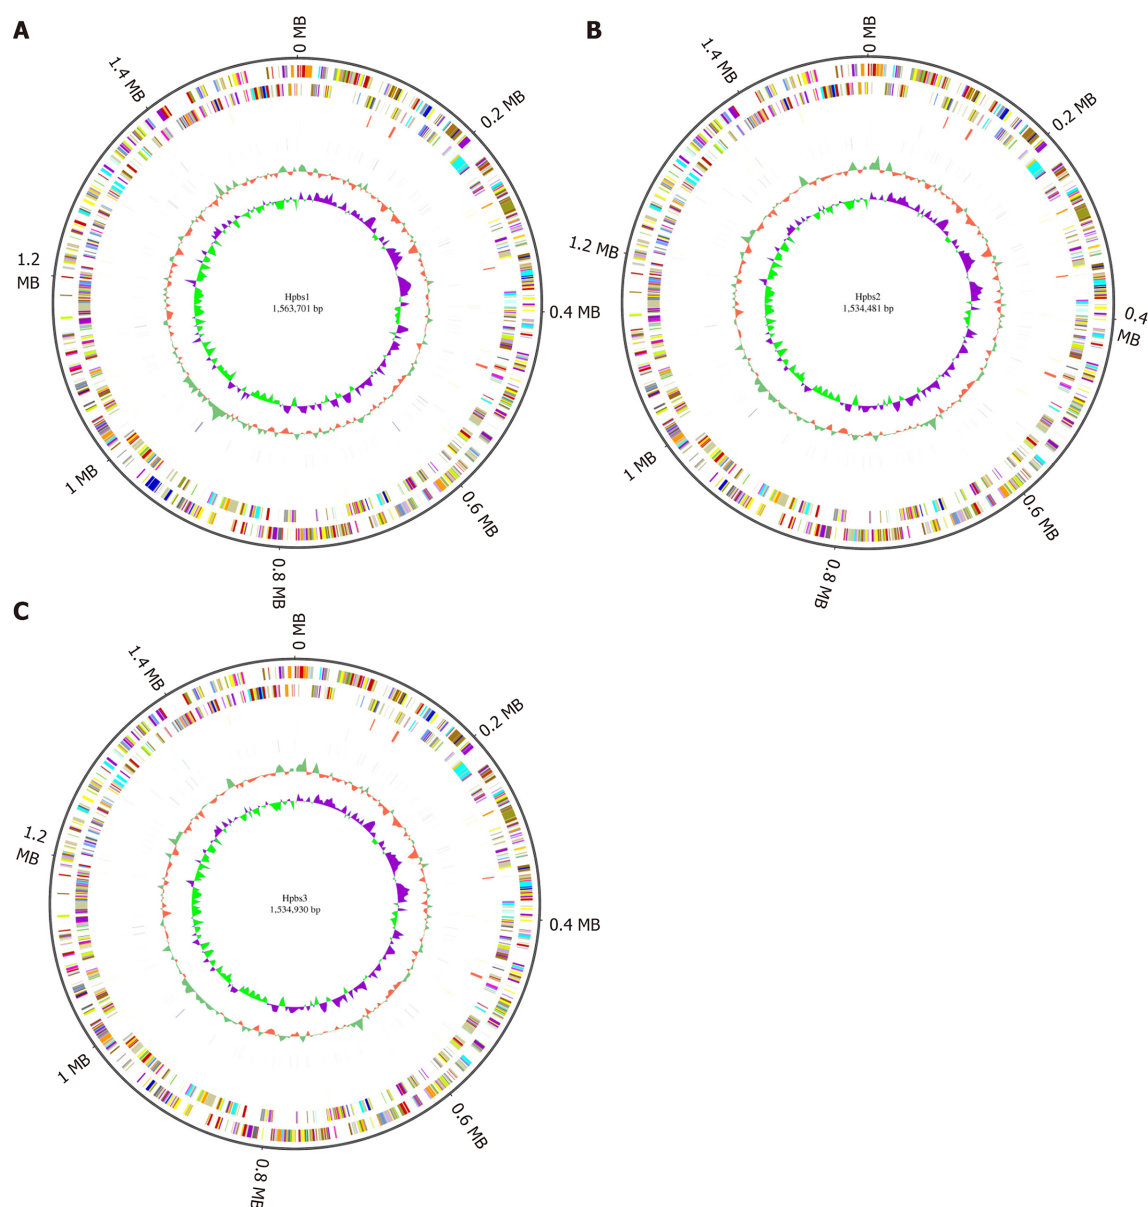 A
0 MB
0.2 MB
0.4 MB
0.6 MB
0.8 MB
1 MB
1.2
MB
1.4 MB
Hpbs1
1,563,701 bp
B
0 MB
0.2 MB
0.4
MB
0.6 MB
0.8 MB
1 MB
1.2 MB
1.4 MB
Hpbs2
1,534,481 bp
C
0 MB
0.2 MB
0.4 MB
0.6 MB
0.8 MB
1 MB
1.2
MB
1.4 MB
Hpbs3
1,534,930 bp